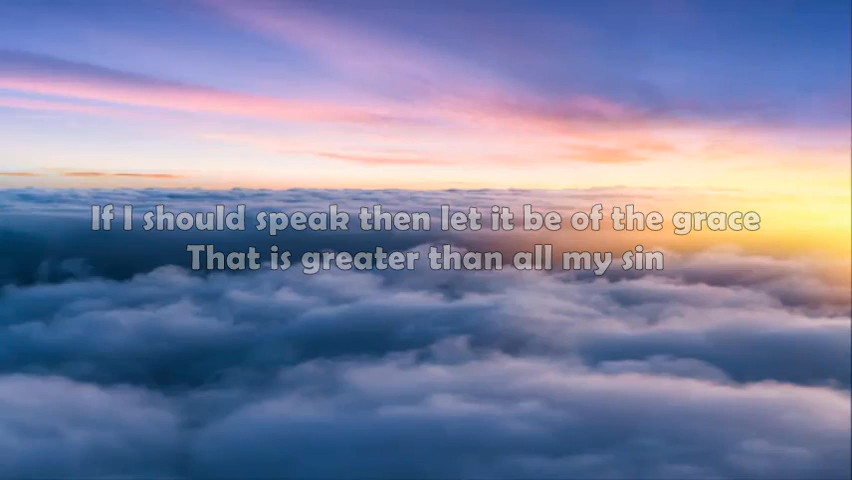 If I should speak then let it be of the grace
That is greater than all my sin